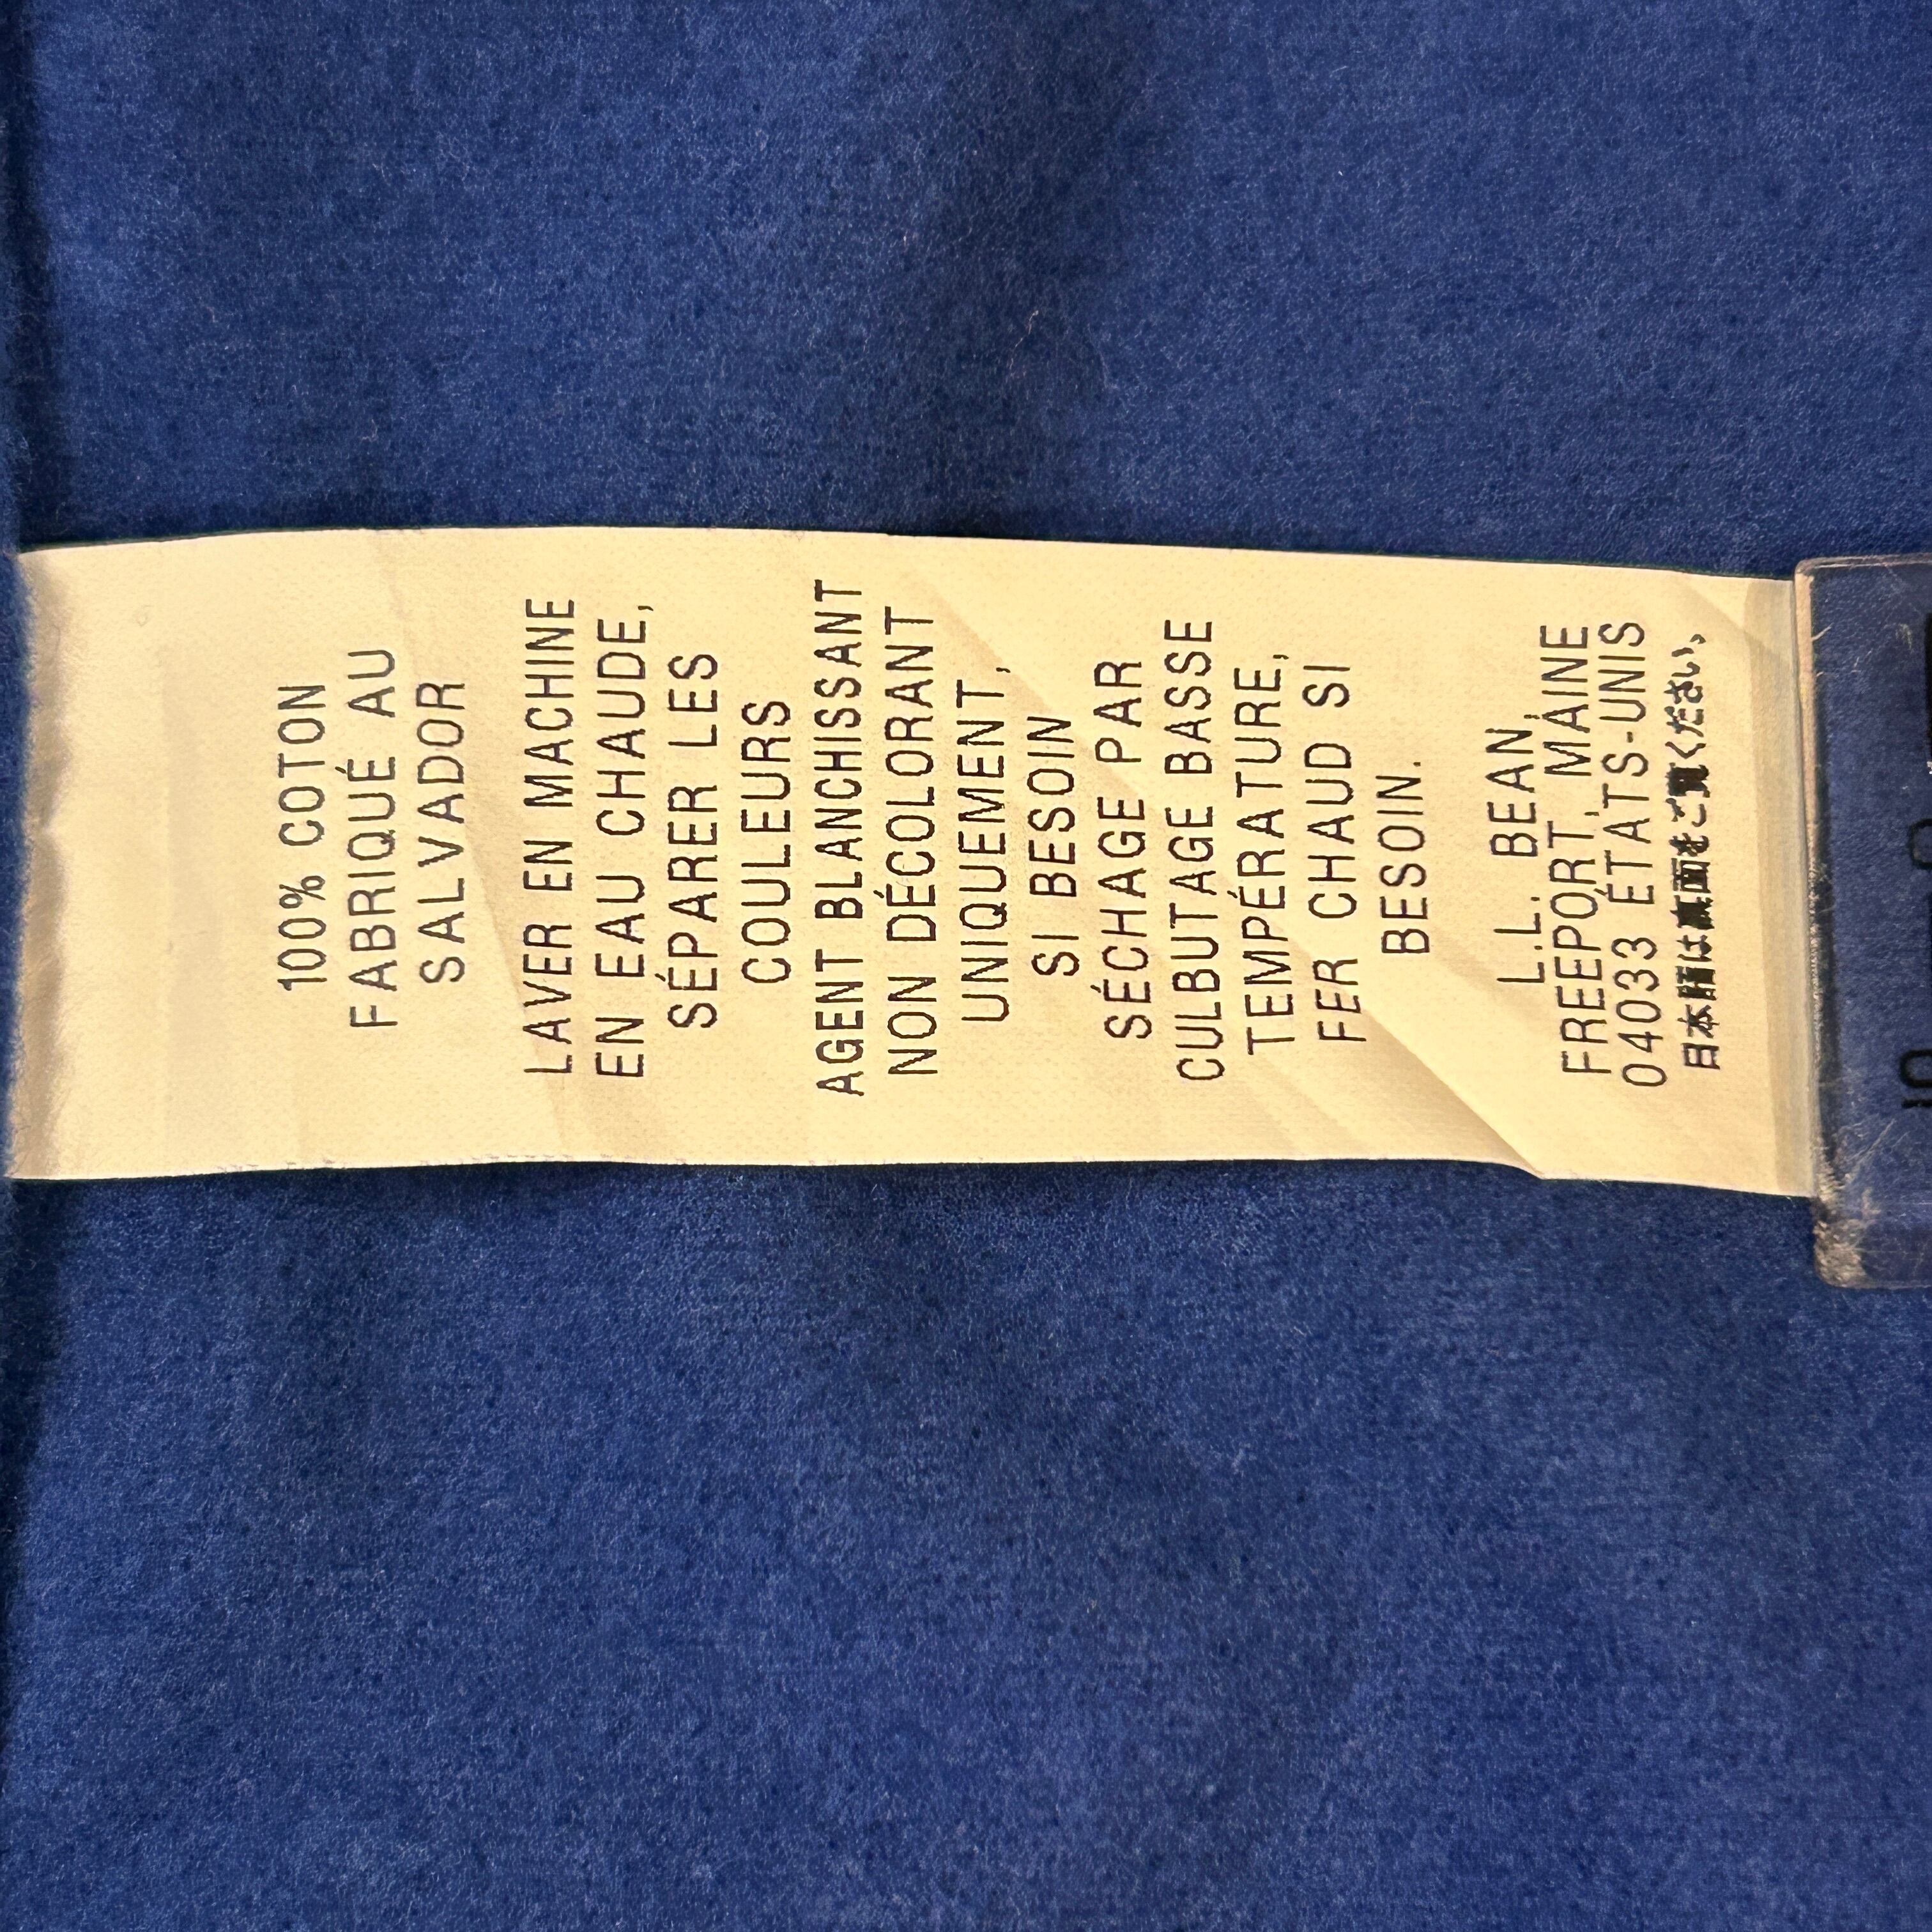 100% COTON
FABRIQUÉ AU
SALVADOR
LAVER EN MACHINE
EN EAU CHAUDE,
SÉPARER LES
COULEURS
AGENT BLANCHISSANT
NON DÉCOLORANT
UNIQUEMENT,
SI BESOIN
SÉCHAGE PAR
CULBUTAGE BASSE
TEMPÉRATURE,
FER CHAUD SI
BESOIN.
L.L. BEAN,
FREEPORT, MAINE
04033 ÉTATS-UNIS
日本語は裏面をご覧ください。